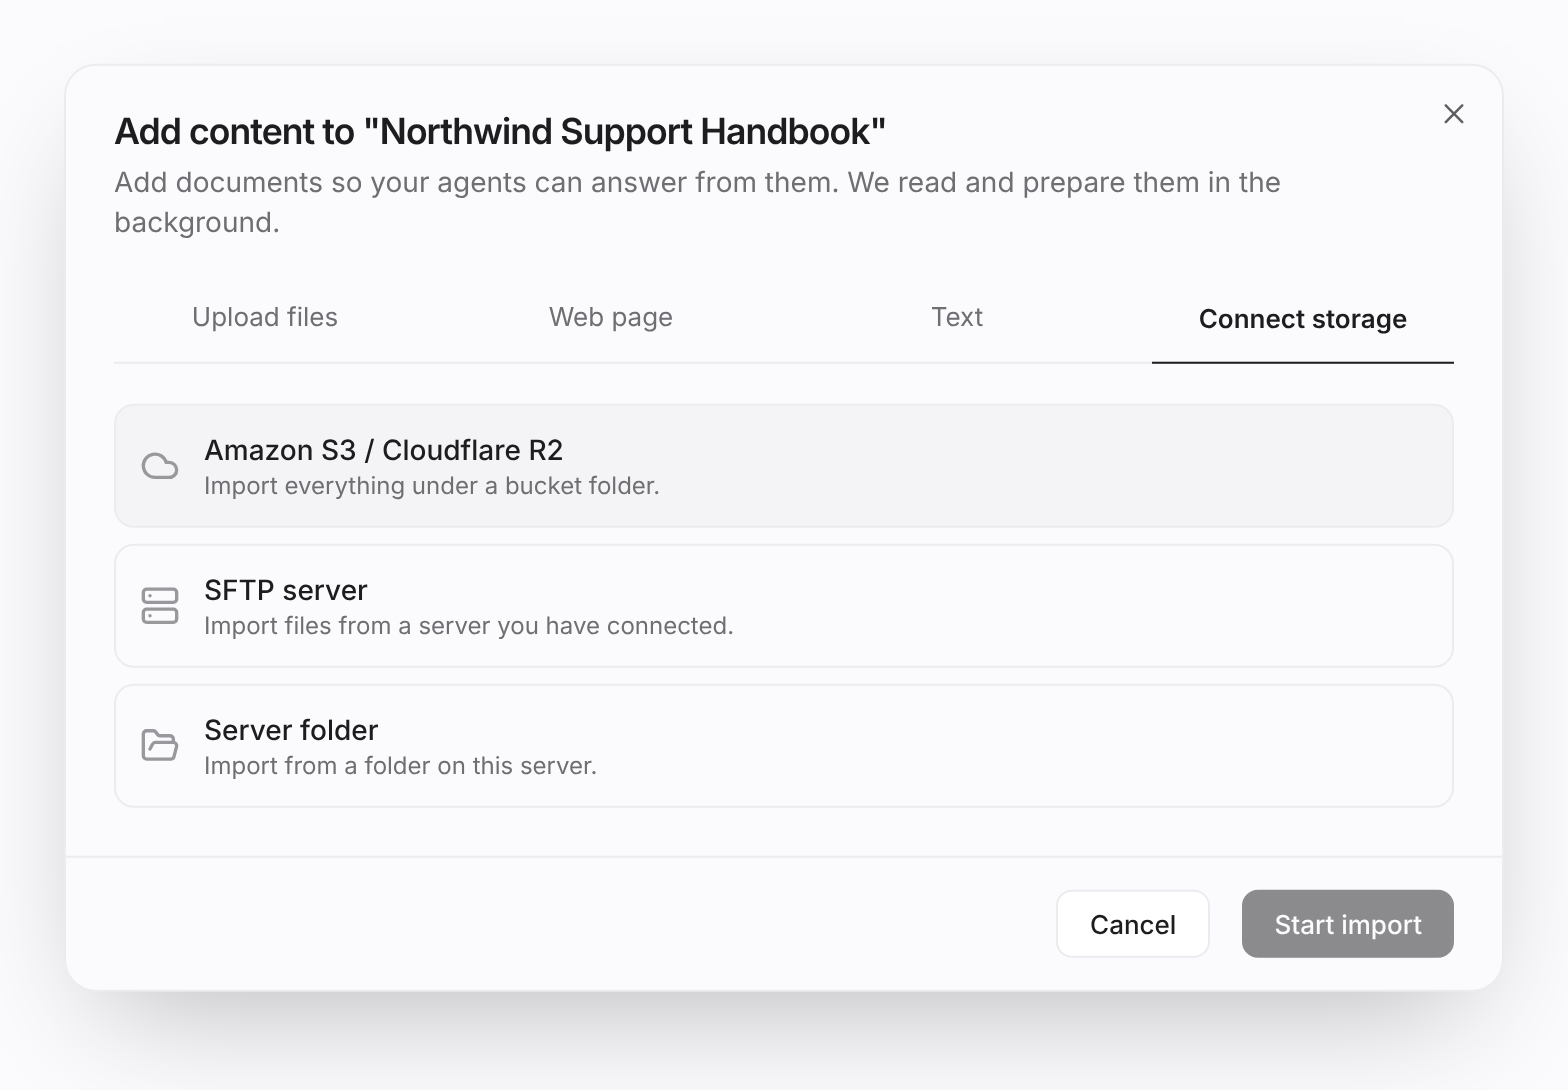 Add content to "Northwind Support Handbook"
Add documents so your agents can answer from them. We read and prepare them in the
background.
Upload files
Web page
Text
Connect storage
Amazon S3 / Cloudflare R2
Import everything under a bucket folder.
SFTP server
Import files from a server you have connected.
Server folder
Import from a folder on this server.
Cancel
Start import